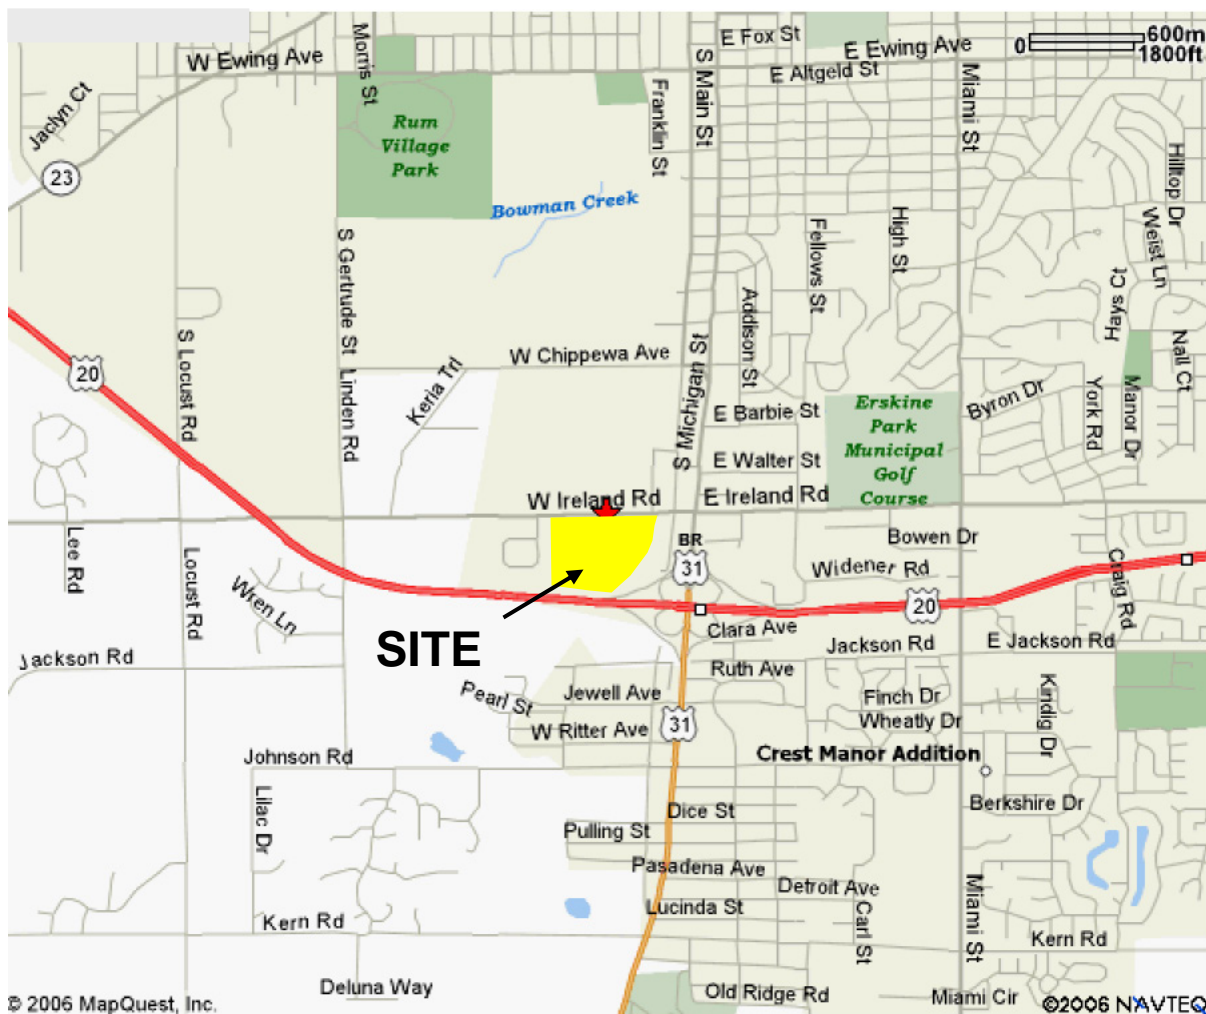 E Fox St
600m
0
1800ft
W Ewing Ave
Morris St
S Main St
E Ewing Ave
E Altgeld St
Miami St
Jaclyn Ct
Franklin St
Rum
Village
Park
23
Hilltop Dr
Bowman Creek
Fellows St
High St
Weist Ln
S Gertrude St
Hays Ct
Addison St
S Locust Rd
Nall Ct
W Chippewa Ave
S Michigan St
20
Linden Rd
Keria Trl
Byron Dr
York Rd
Manor Dr
E Barbie St
Erskine
Park
Municipal
Golf
Course
E Walter St
W Ireland Rd
E Ireland Rd
Lee Rd
Locust Rd
BR
31
Bowen Dr
Widener Rd
Craig Rd
Wren Ln
20
SITE
Clara Ave
Jackson Rd
E Jackson Rd
Jackson Rd
Ruth Ave
Pearl St
Jewell Ave
Finch Dr
Kindig Dr
31
W Ritter Ave
Wheatly Dr
Johnson Rd
Crest Manor Addition
Lilac Dr
Dice St
Berkshire Dr
Pulling St
Pasadena Ave
Detroit Ave
Miami St
Lucinda St
Carl St
Kern Rd
Kern Rd
Deluna Way
Old Ridge Rd
Miami Cir
© 2006 MapQuest, Inc.
©2006 NAVTEQ